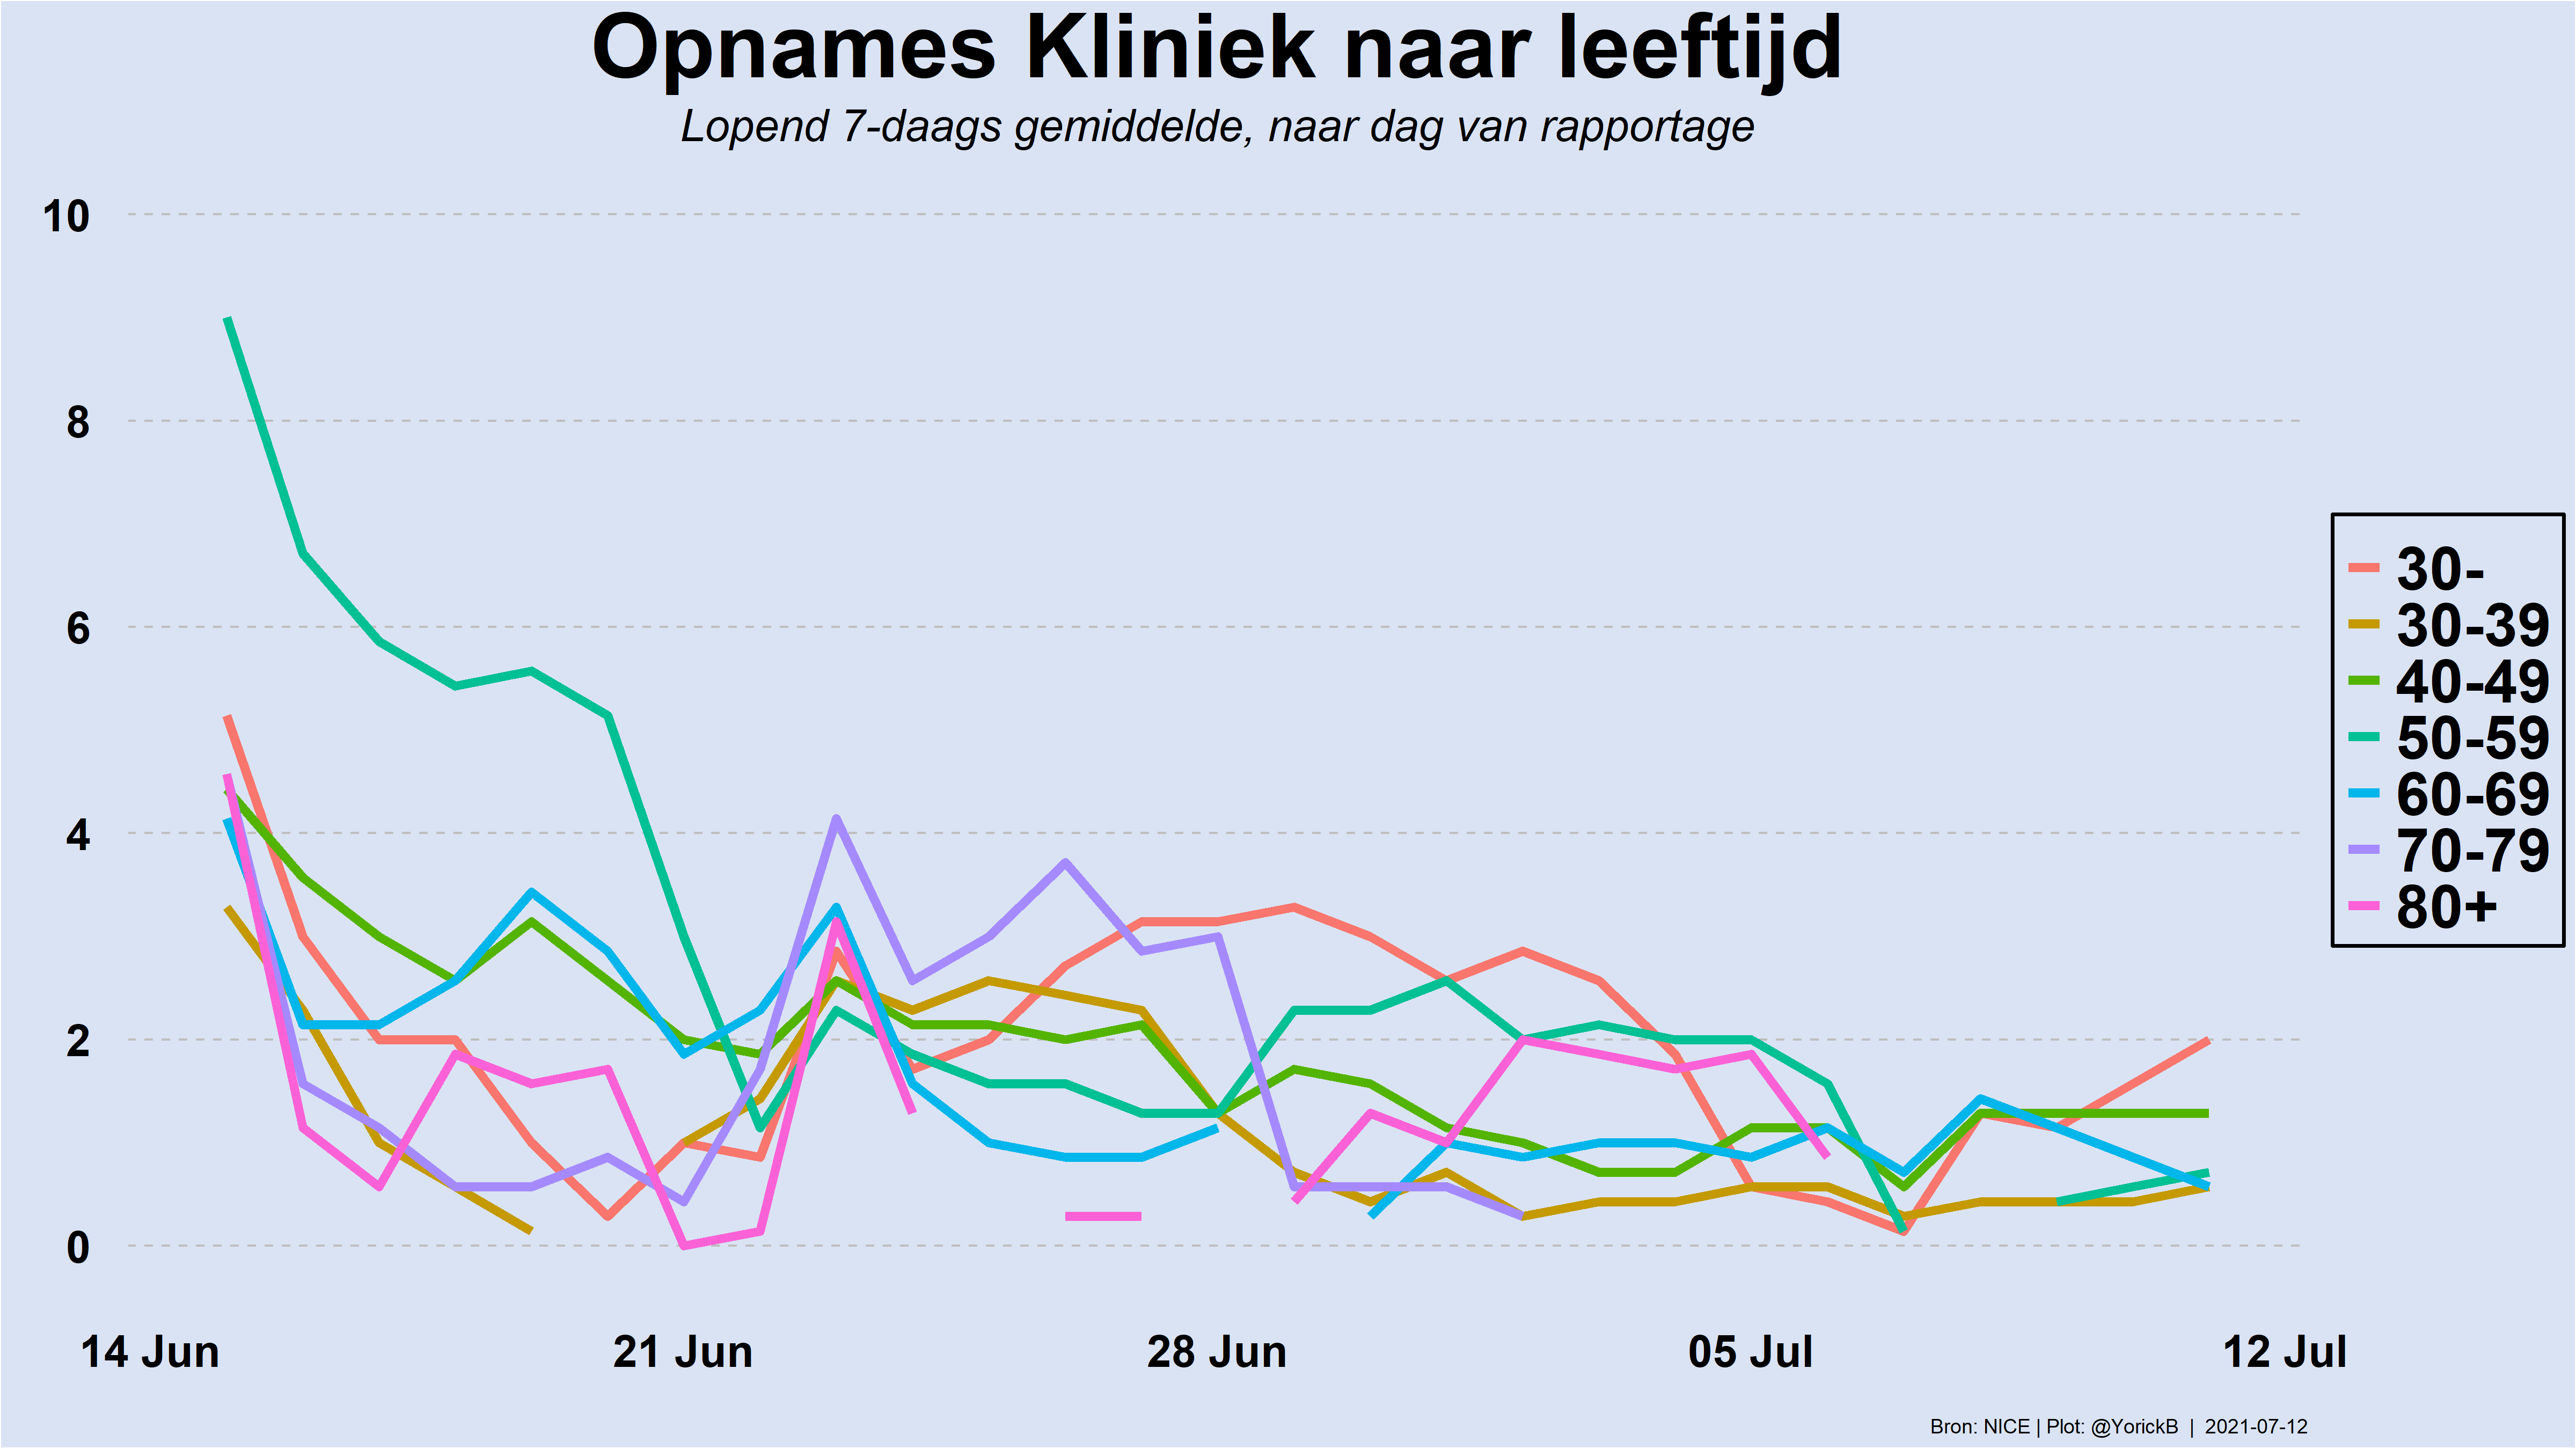 Opnames Kliniek naar leeftijd
Lopend 7-daags gemiddelde, naar dag van rapportage
10
8
6
4
2
0
14 Jun
21 Jun
28 Jun
05 Jul
12 Jul
30-
30-39
40-49
50-59
60-69
70-79
80+
Bron: NICE | Plot: @YorickB | 2021-07-12